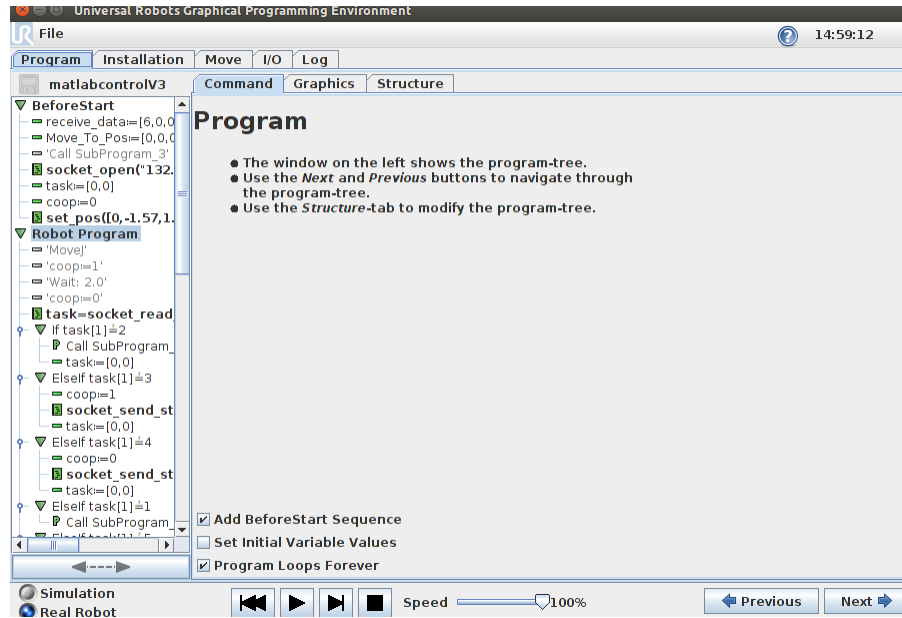 Universal Robots Graphical Programming Environment
File
14:59:12
Program Installation Move I/O Log
matlabcontrolV3
Command Graphics Structure
BeforeStart
receive_data:=[6,0,0
Move_To_Pos:=[0,0,0
'Call SubProgram_3'
socket_open("132.
task:=[0,0]
coop:=0
set_pos([0,-1.57,1.
Robot Program
'MoveJ'
'coop:=1'
'Wait: 2.0'
'coop:=0'
task=socket_read
If task[1]≟2
Call SubProgram_
task:=[0,0]
ElseIf task[1]≟3
coop:=1
socket_send_st
task:=[0,0]
ElseIf task[1]≟4
coop:=0
socket_send_st
task:=[0,0]
ElseIf task[1]≟1
Call SubProgram_
Program
The window on the left shows the program-tree.
Use the Next and Previous buttons to navigate through
the program-tree.
Use the Structure-tab to modify the program-tree.
Add BeforeStart Sequence
Set Initial Variable Values
Program Loops Forever
Simulation
Real Robot
Speed 100%
Previous Next